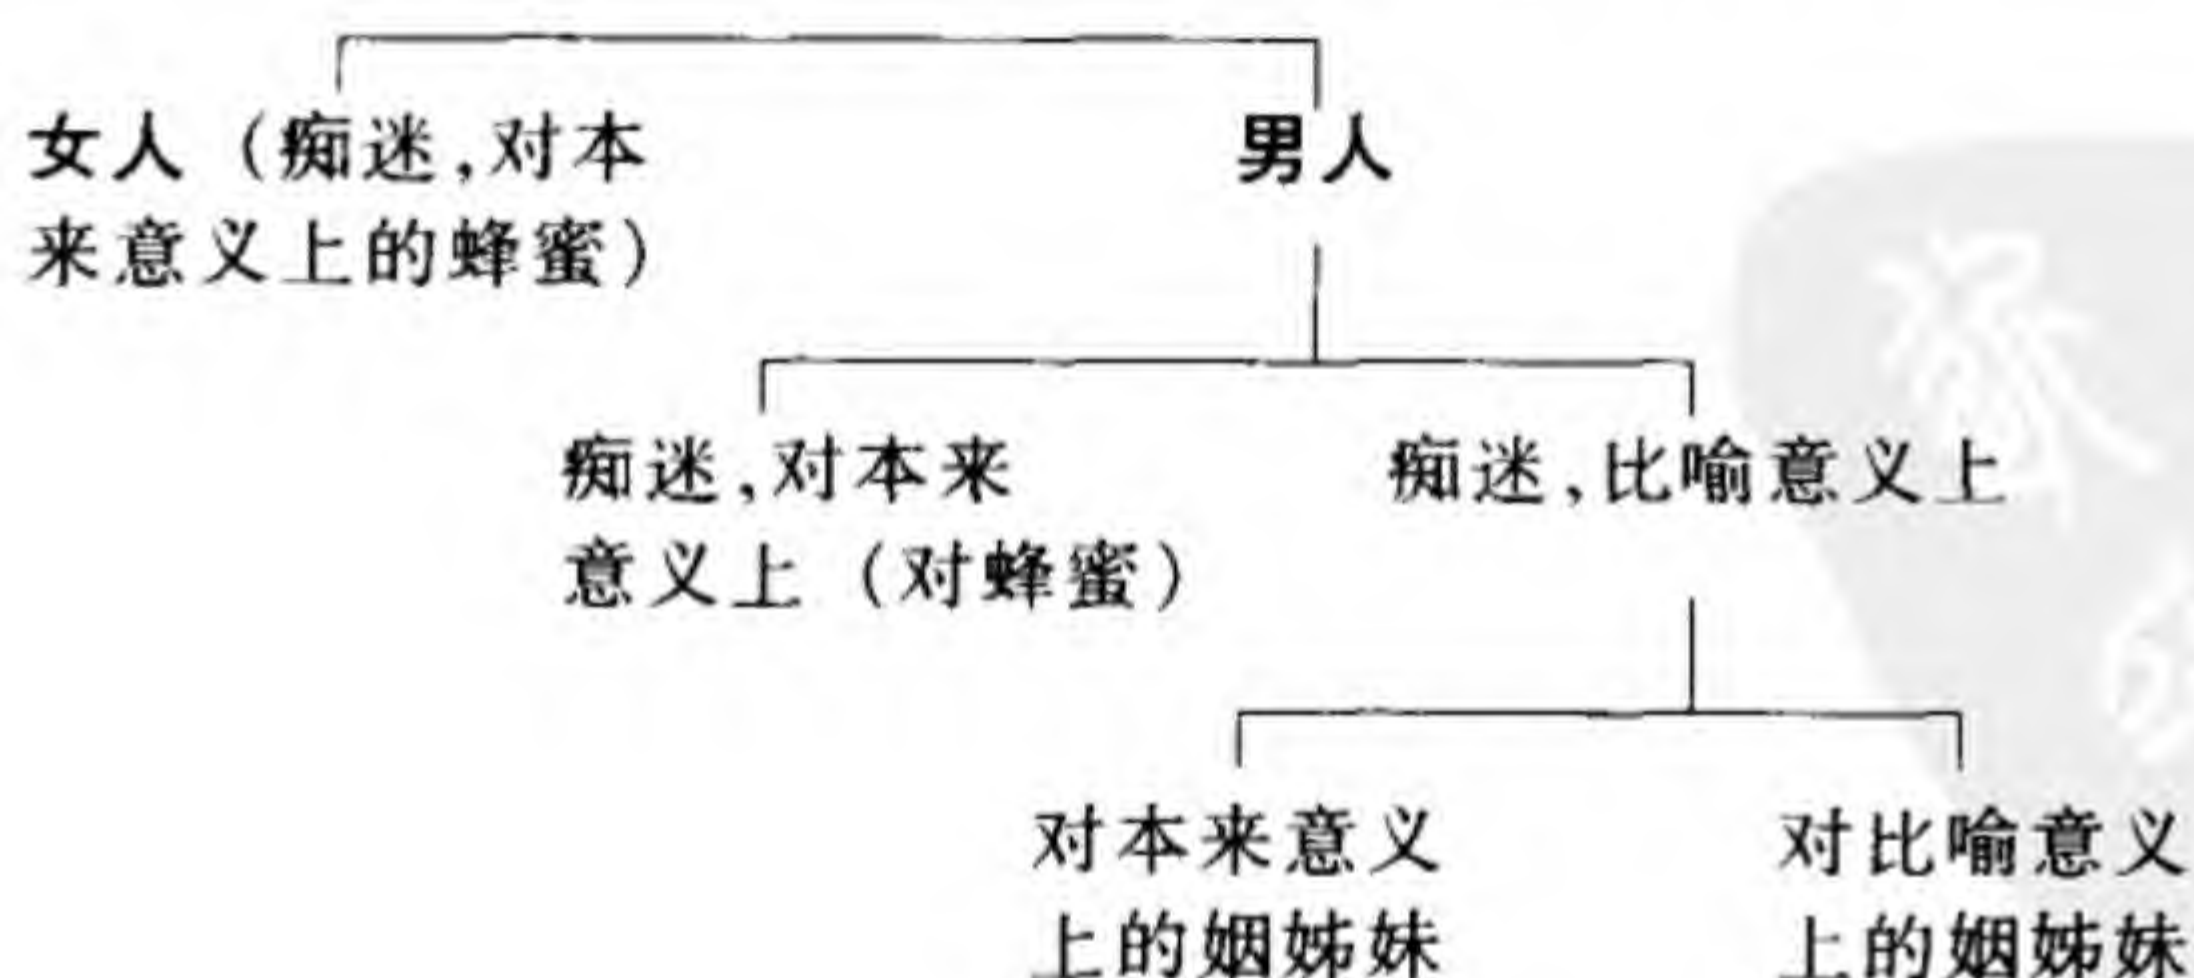 女人（痴迷,对本
来意义上的蜂蜜）
男人
痴迷,对本来
意义上（对蜂蜜）
痴迷,比喻意义上
对本来意义
上的姻姊妹
对比喻意义
上的姻姊妹